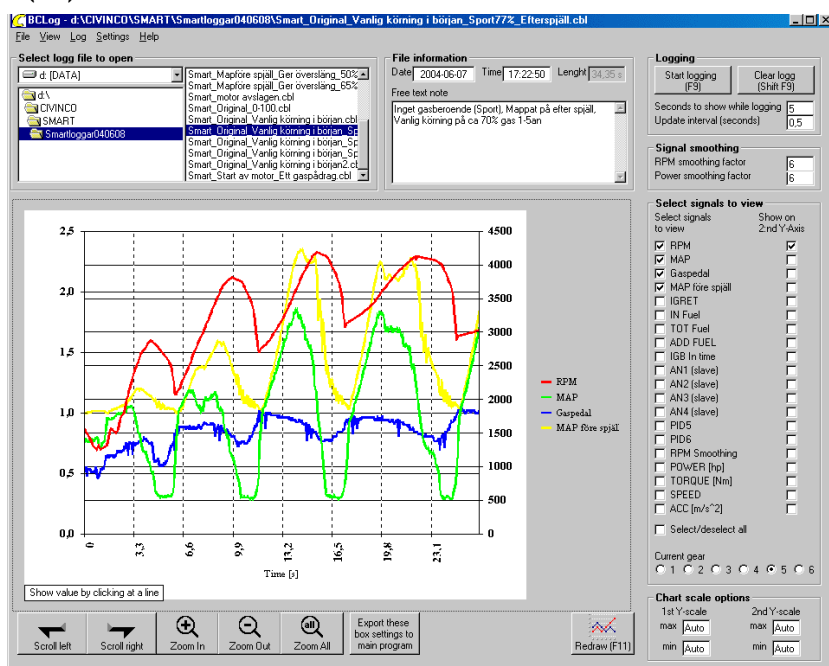 BCLog - d:\CIVINCO\SMART\Smartloggar040608\Smart_Original_Vanlig körning i början_Sport77%_Efterspjäll.cbl
File View Log Settings Help
Select logg file to open
d: [DATA]
d:\
CIVINCO
SMART
Smartloggar040608
Smart_Mapföre spjäll_Ger översläng_50%
Smart_Mapföre spjäll_Ger översläng_65%
Smart_motor avslagen.cbl
Smart_Original_0-100.cbl
Smart_Original_Vanlig körning i början.cbl
Smart_Original_Vanlig körning i början_Sp
Smart_Original_Vanlig körning i början_Sp
Smart_Original_Vanlig körning i början_Sp
Smart_Original_Vanlig körning i början2.cb
Smart_Start av motor_Ett gaspådrag.cbl
File information
Date 2004-06-07 Time 17:22:50 Lenght 34,35 s
Free text note
Inget gasberoende (Sport), Mappat på efter spjäll,
Vanlig körning på ca 70% gas 1-5an
Logging
Start logging
(F9)
Clear logg
(Shift F9)
Seconds to show while logging 5
Update interval (seconds) 0,5
Signal smoothing
RPM smoothing factor 6
Power smoothing factor 6
Select signals to view
Select signals
to view
Show on
2:nd Y-Axis
RPM
MAP
Gaspedal
MAP före spjäll
IGRET
IN Fuel
TOT Fuel
ADD FUEL
IGB In time
AN1 (slave)
AN2 (slave)
AN3 (slave)
AN4 (slave)
PID5
PID6
RPM Smoothing
POWER [hp]
TORQUE [Nm]
SPEED
ACC [m/s^2]
Select/deselect all
Current gear
1 2 3 4 5 6
Chart scale options
1st Y-scale 2nd Y-scale
max Auto max Auto
min Auto min Auto
2,5
2,0
1,5
1,0
0,5
0,0
4500
4000
3500
3000
2500
2000
1500
1000
500
0
0 3,3 6,6 9,9 13,2 16,5 19,8 23,1
Time [s]
RPM
MAP
Gaspedal
MAP före spjäl
Show value by clicking at a line
Scroll left
Scroll right
Zoom In
Zoom Out
all
Zoom All
Export these
box settings to
main program
Redraw (F11)